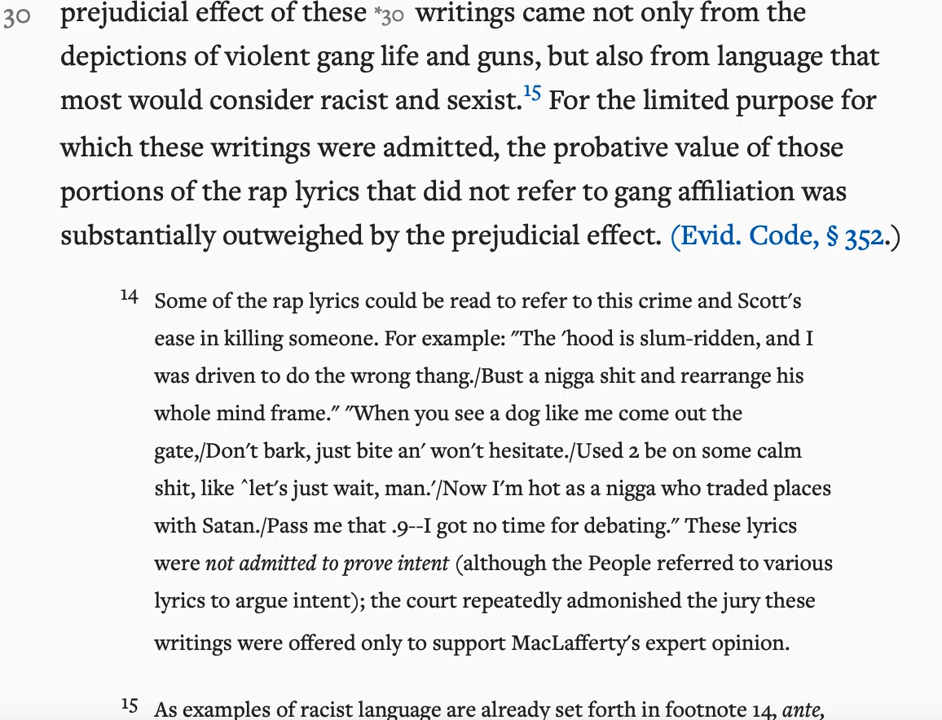 30 prejudicial effect of these *30 writings came not only from the
depictions of violent gang life and guns, but also from language that
most would consider racist and sexist.15 For the limited purpose for
which these writings were admitted, the probative value of those
portions of the rap lyrics that did not refer to gang affiliation was
substantially outweighed by the prejudicial effect. (Evid. Code, § 352.)
14 Some of the rap lyrics could be read to refer to this crime and Scott's
ease in killing someone. For example: "The 'hood is slum-ridden, and I
was driven to do the wrong thang./Bust a nigga shit and rearrange his
whole mind frame." "When you see a dog like me come out the
gate,/Don't bark, just bite an' won't hesitate./Used 2 be on some calm
shit, like ^let's just wait, man.'/Now I'm hot as a nigga who traded places
with Satan./Pass me that .9--I got no time for debating." These lyrics
were not admitted to prove intent (although the People referred to various
lyrics to argue intent); the court repeatedly admonished the jury these
writings were offered only to support MacLafferty's expert opinion.
15 As examples of racist language are already set forth in footnote 14, ante,